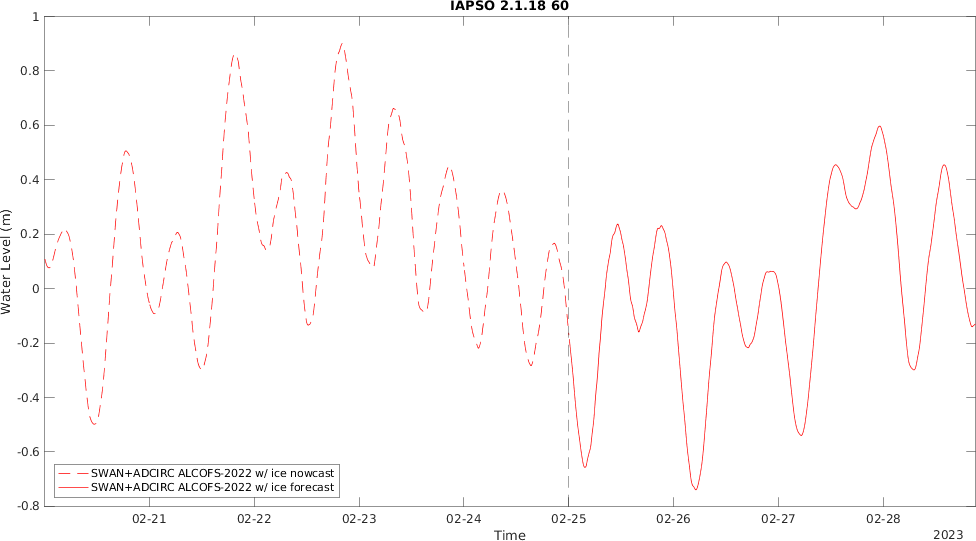 IAPSO 2.1.18 60
Water Level (m)
1
0.8
0.6
0.4
0.2
0
-0.2
-0.4
-0.6
-0.8
SWAN+ADCIRC ALCOFS-2022 w/ ice nowcast
SWAN+ADCIRC ALCOFS-2022 w/ ice forecast
02-21 02-22 02-23 02-24 02-25 02-26 02-27 02-28
Time
2023